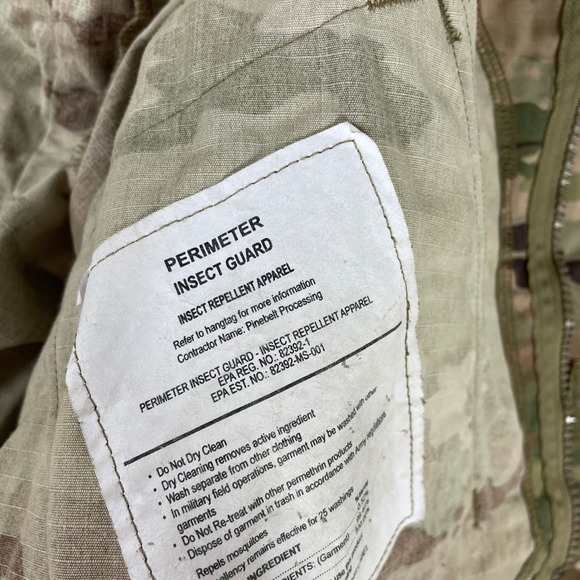 PERIMETER
INSECT GUARD
INSECT REPELLENT APPAREL
Refer to hangtag for more information
Contractor Name: Pinebelt Processing
PERIMETER INSECT GUARD - INSECT REPELLENT APPAREL
EPA REG. NO.: 82392-1
EPA EST. NO.: 82392-MS-001
• Do Not Dry Clean
• Dry Cleaning removes active ingredient
• Wash separate from other clothing
• In military field operations, garment may be washed with other
garments
• Do Not Re-treat with other permethrin products
Dispose of garment in trash in accordance with Army regulations
Repels mosquitoes
ellency remains effective for 25 washings
INGREDIENT
DIENTS: (Garment)